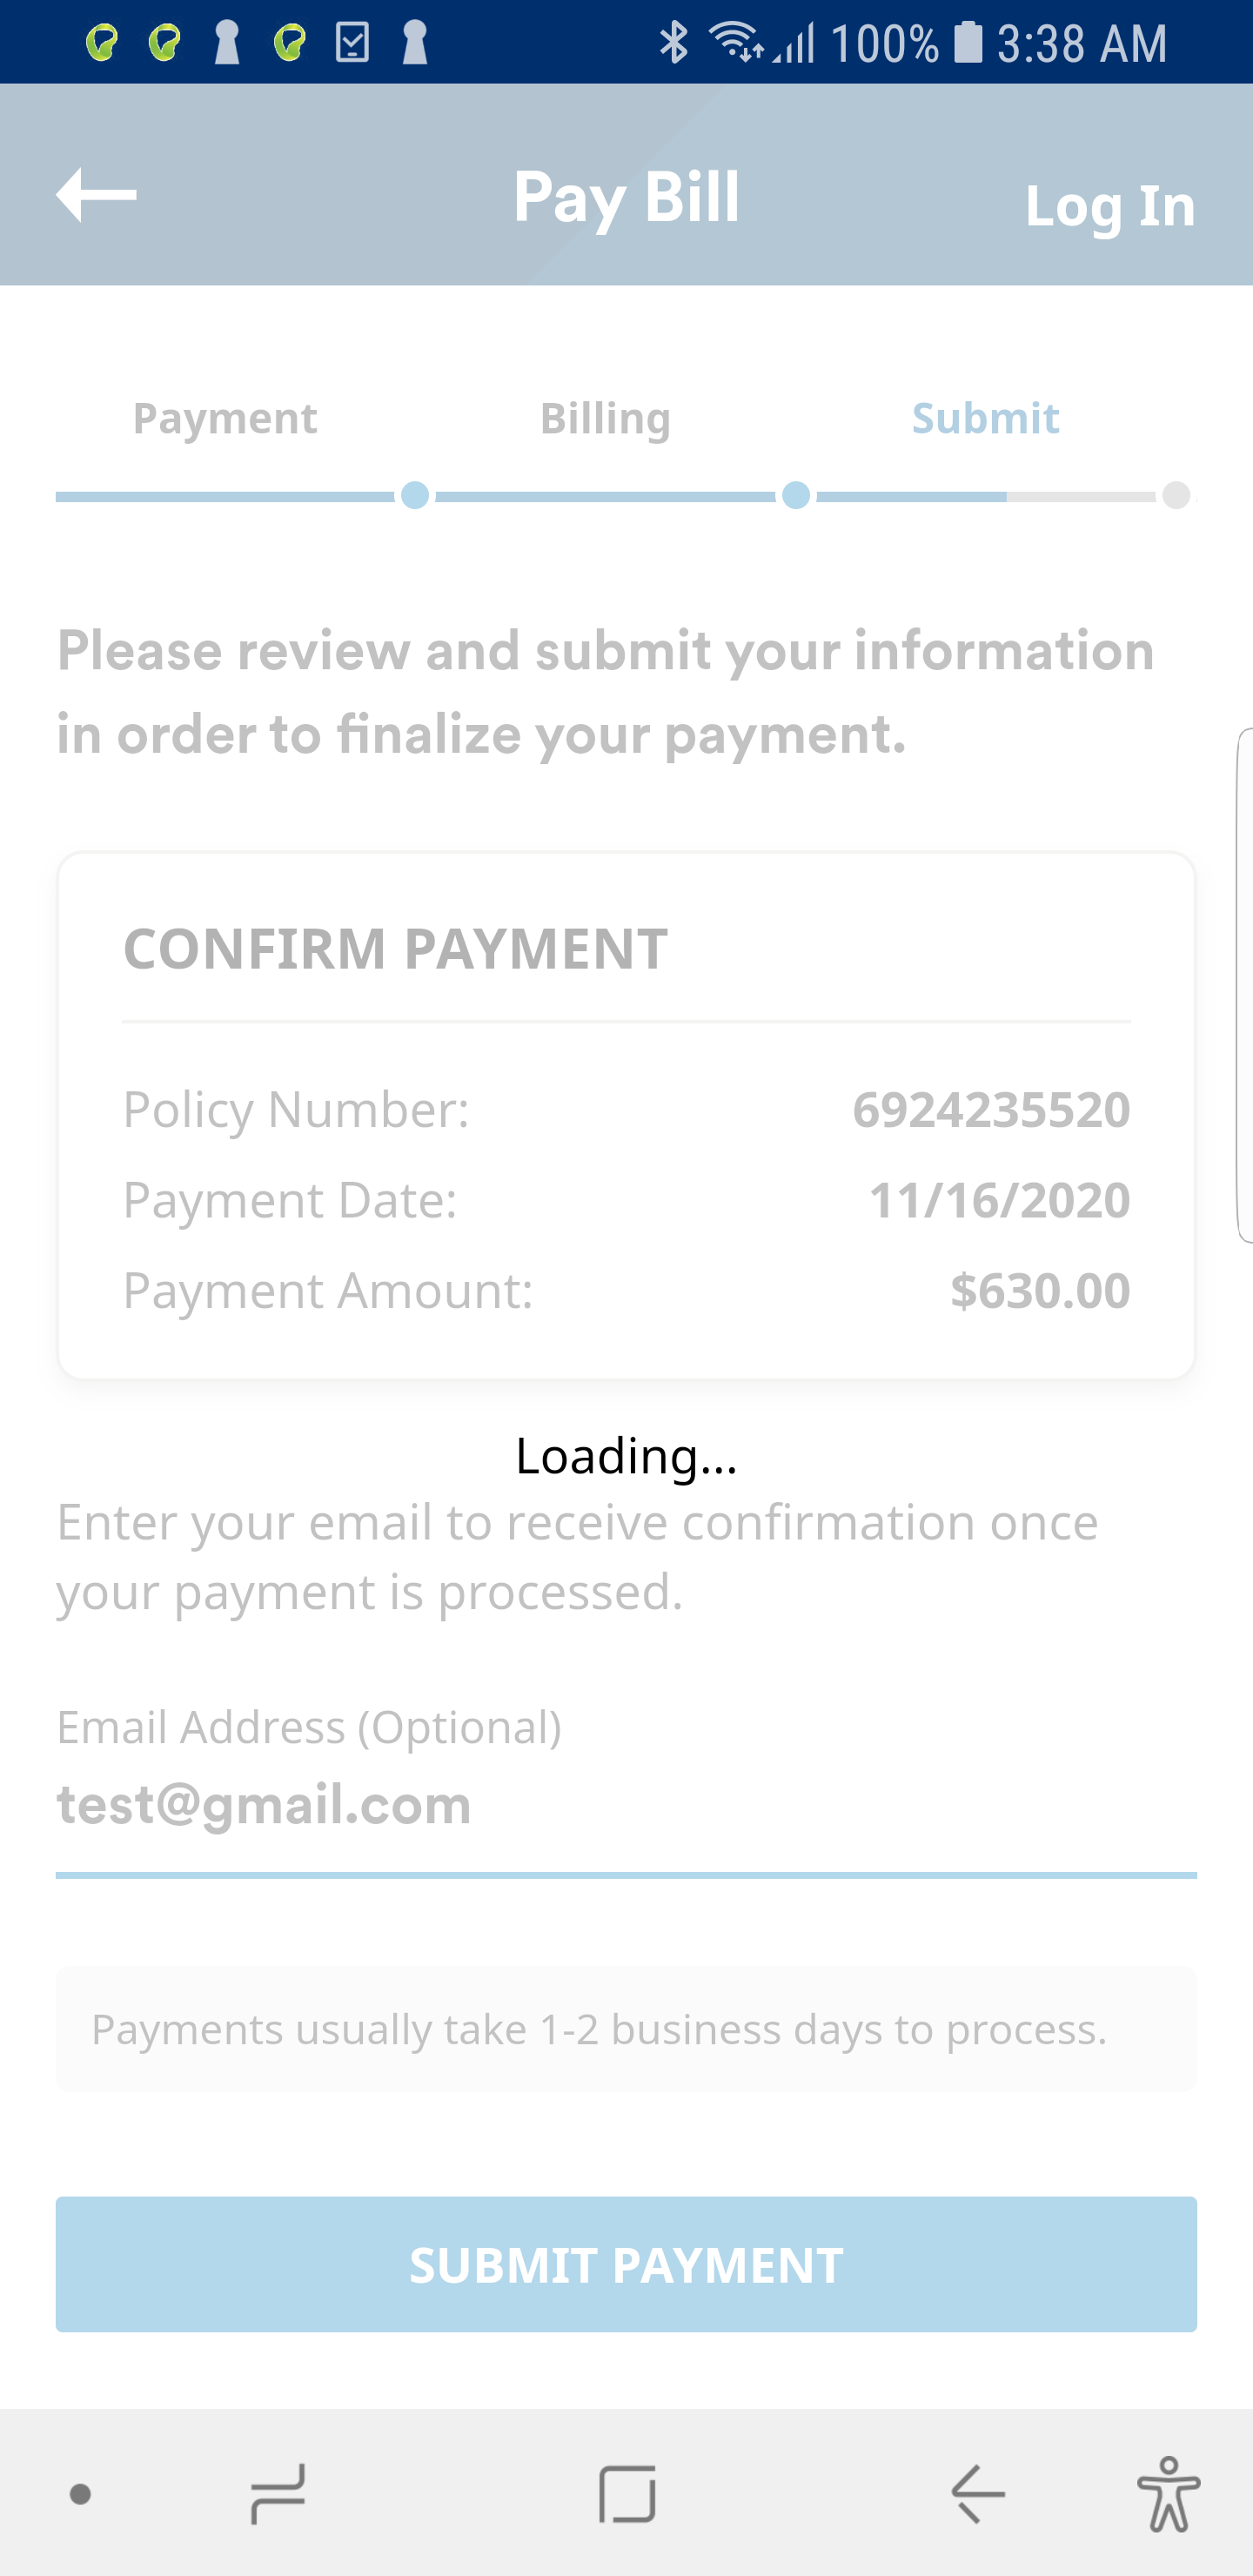 100% 3:38 AM
Pay Bill
Log In
Payment Billing Submit
Please review and submit your information
in order to finalize your payment.
CONFIRM PAYMENT
Policy Number: 6924235520
Payment Date: 11/16/2020
Payment Amount: $630.00
Loading...
Enter your email to receive confirmation once
your payment is processed.
Email Address (Optional)
test@gmail.com
Payments usually take 1-2 business days to process.
SUBMIT PAYMENT